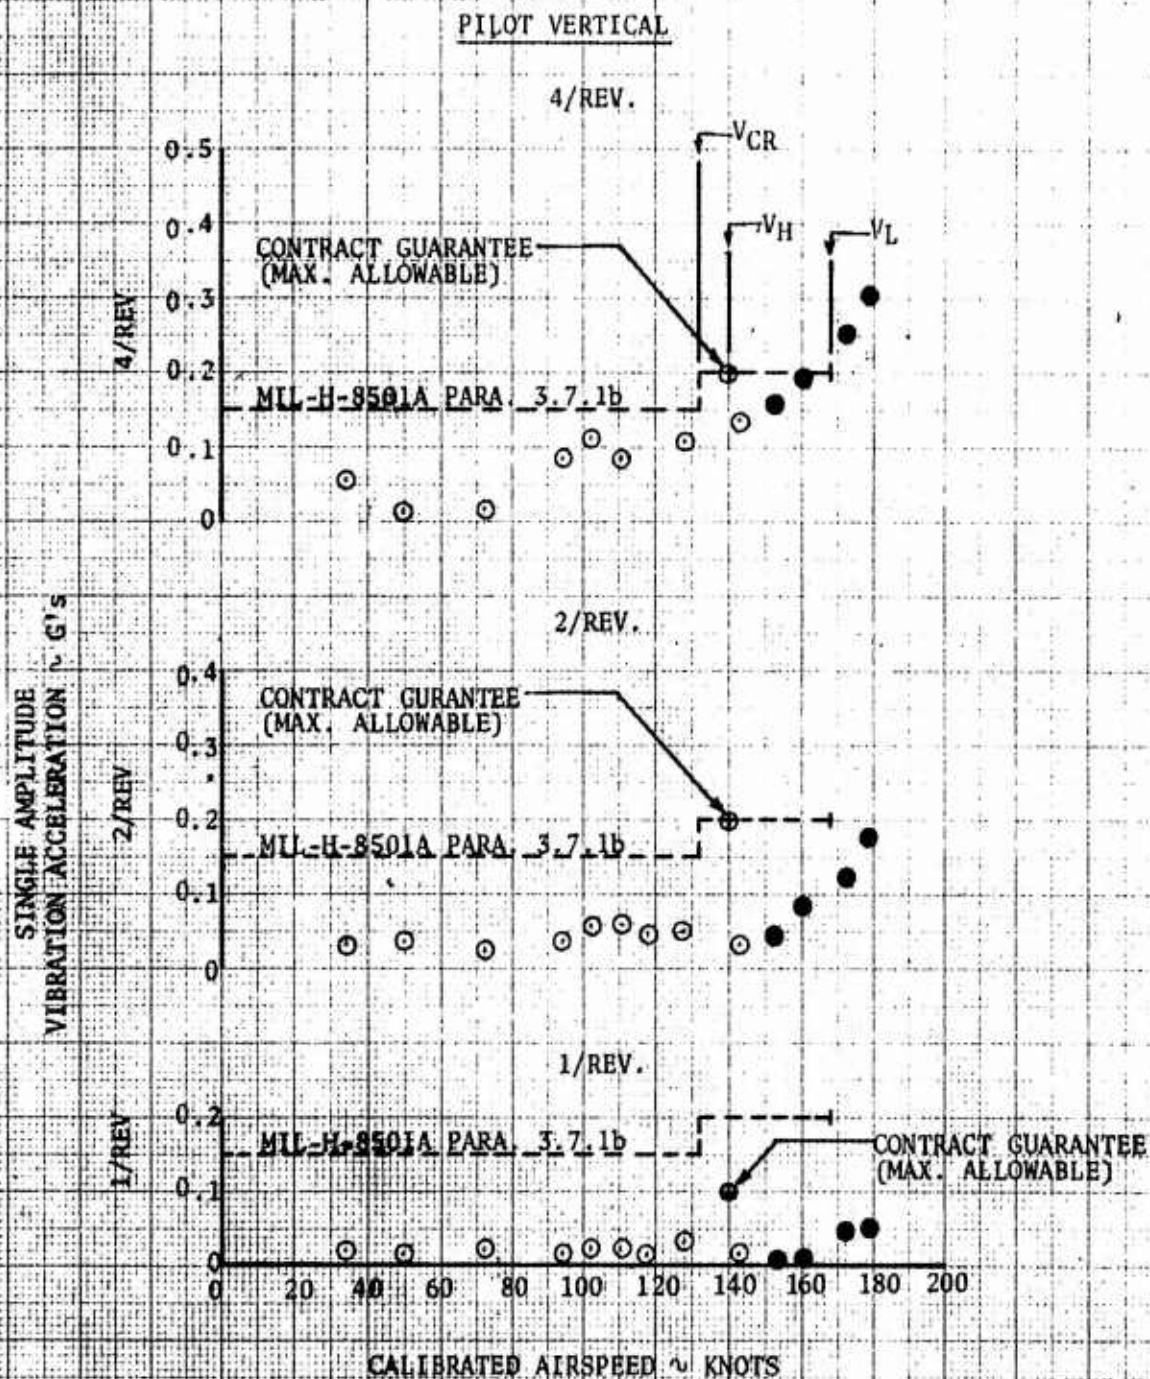 PILOT VERTICAL
4/REV.
V_CR
0.5
0.4
V_H
V_L
CONTRACT GUARANTEE
(MAX. ALLOWABLE)
0.3
4/REV
0.2
MIL-H-8501A PARA. 3.7.1b
0.1
0
2/REV.
SINGLE AMPLITUDE
VIBRATION ACCELERATION ~ G's
0.4
CONTRACT GURANTEE
(MAX. ALLOWABLE)
0.3
2/REV
0.2
MIL-H-8501A PARA. 3.7.1b
0.1
0
1/REV.
0.2
1/REV
MIL-H-8501A PARA. 3.7.1b
CONTRACT GUARANTEE
(MAX. ALLOWABLE)
0.1
0
0 20 40 60 80 100 120 140 160 180 200
CALIBRATED AIRSPEED ~ KNOTS